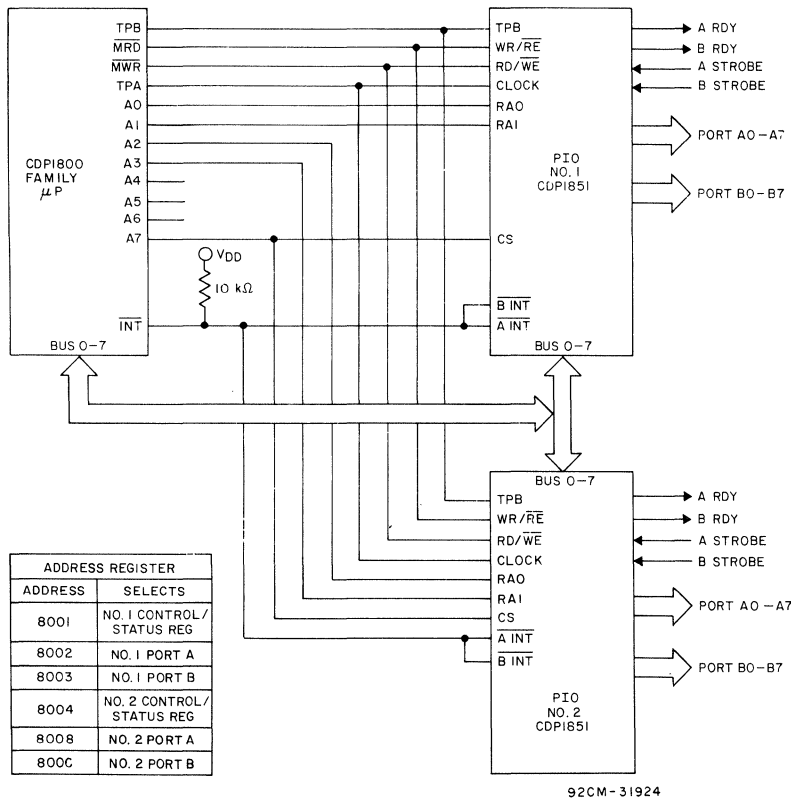 TPB
MRD
MWR
TPA
A0
A1
A2
A3
A4
A5
A6
A7
INT
BUS 0-7
CDP1800
FAMILY
μP
VDD
10 kΩ
TPB
WR/RE
RD/WE
CLOCK
RA0
RA1
CS
B INT
A INT
BUS 0-7
PIO
NO. 1
CDP1851
A RDY
B RDY
A STROBE
B STROBE
PORT A0-A7
PORT B0-B7
BUS 0-7
TPB
WR/RE
RD/WE
CLOCK
RA0
RA1
CS
A INT
B INT
PIO
NO. 2
CDP1851
A RDY
B RDY
A STROBE
B STROBE
PORT A0-A7
PORT B0-B7
ADDRESS REGISTER
ADDRESS SELECTS
8001 NO. 1 CONTROL/
STATUS REG
8002 NO. 1 PORT A
8003 NO. 1 PORT B
8004 NO. 2 CONTROL/
STATUS REG
8008 NO. 2 PORT A
800C NO. 2 PORT B
92CM-31924